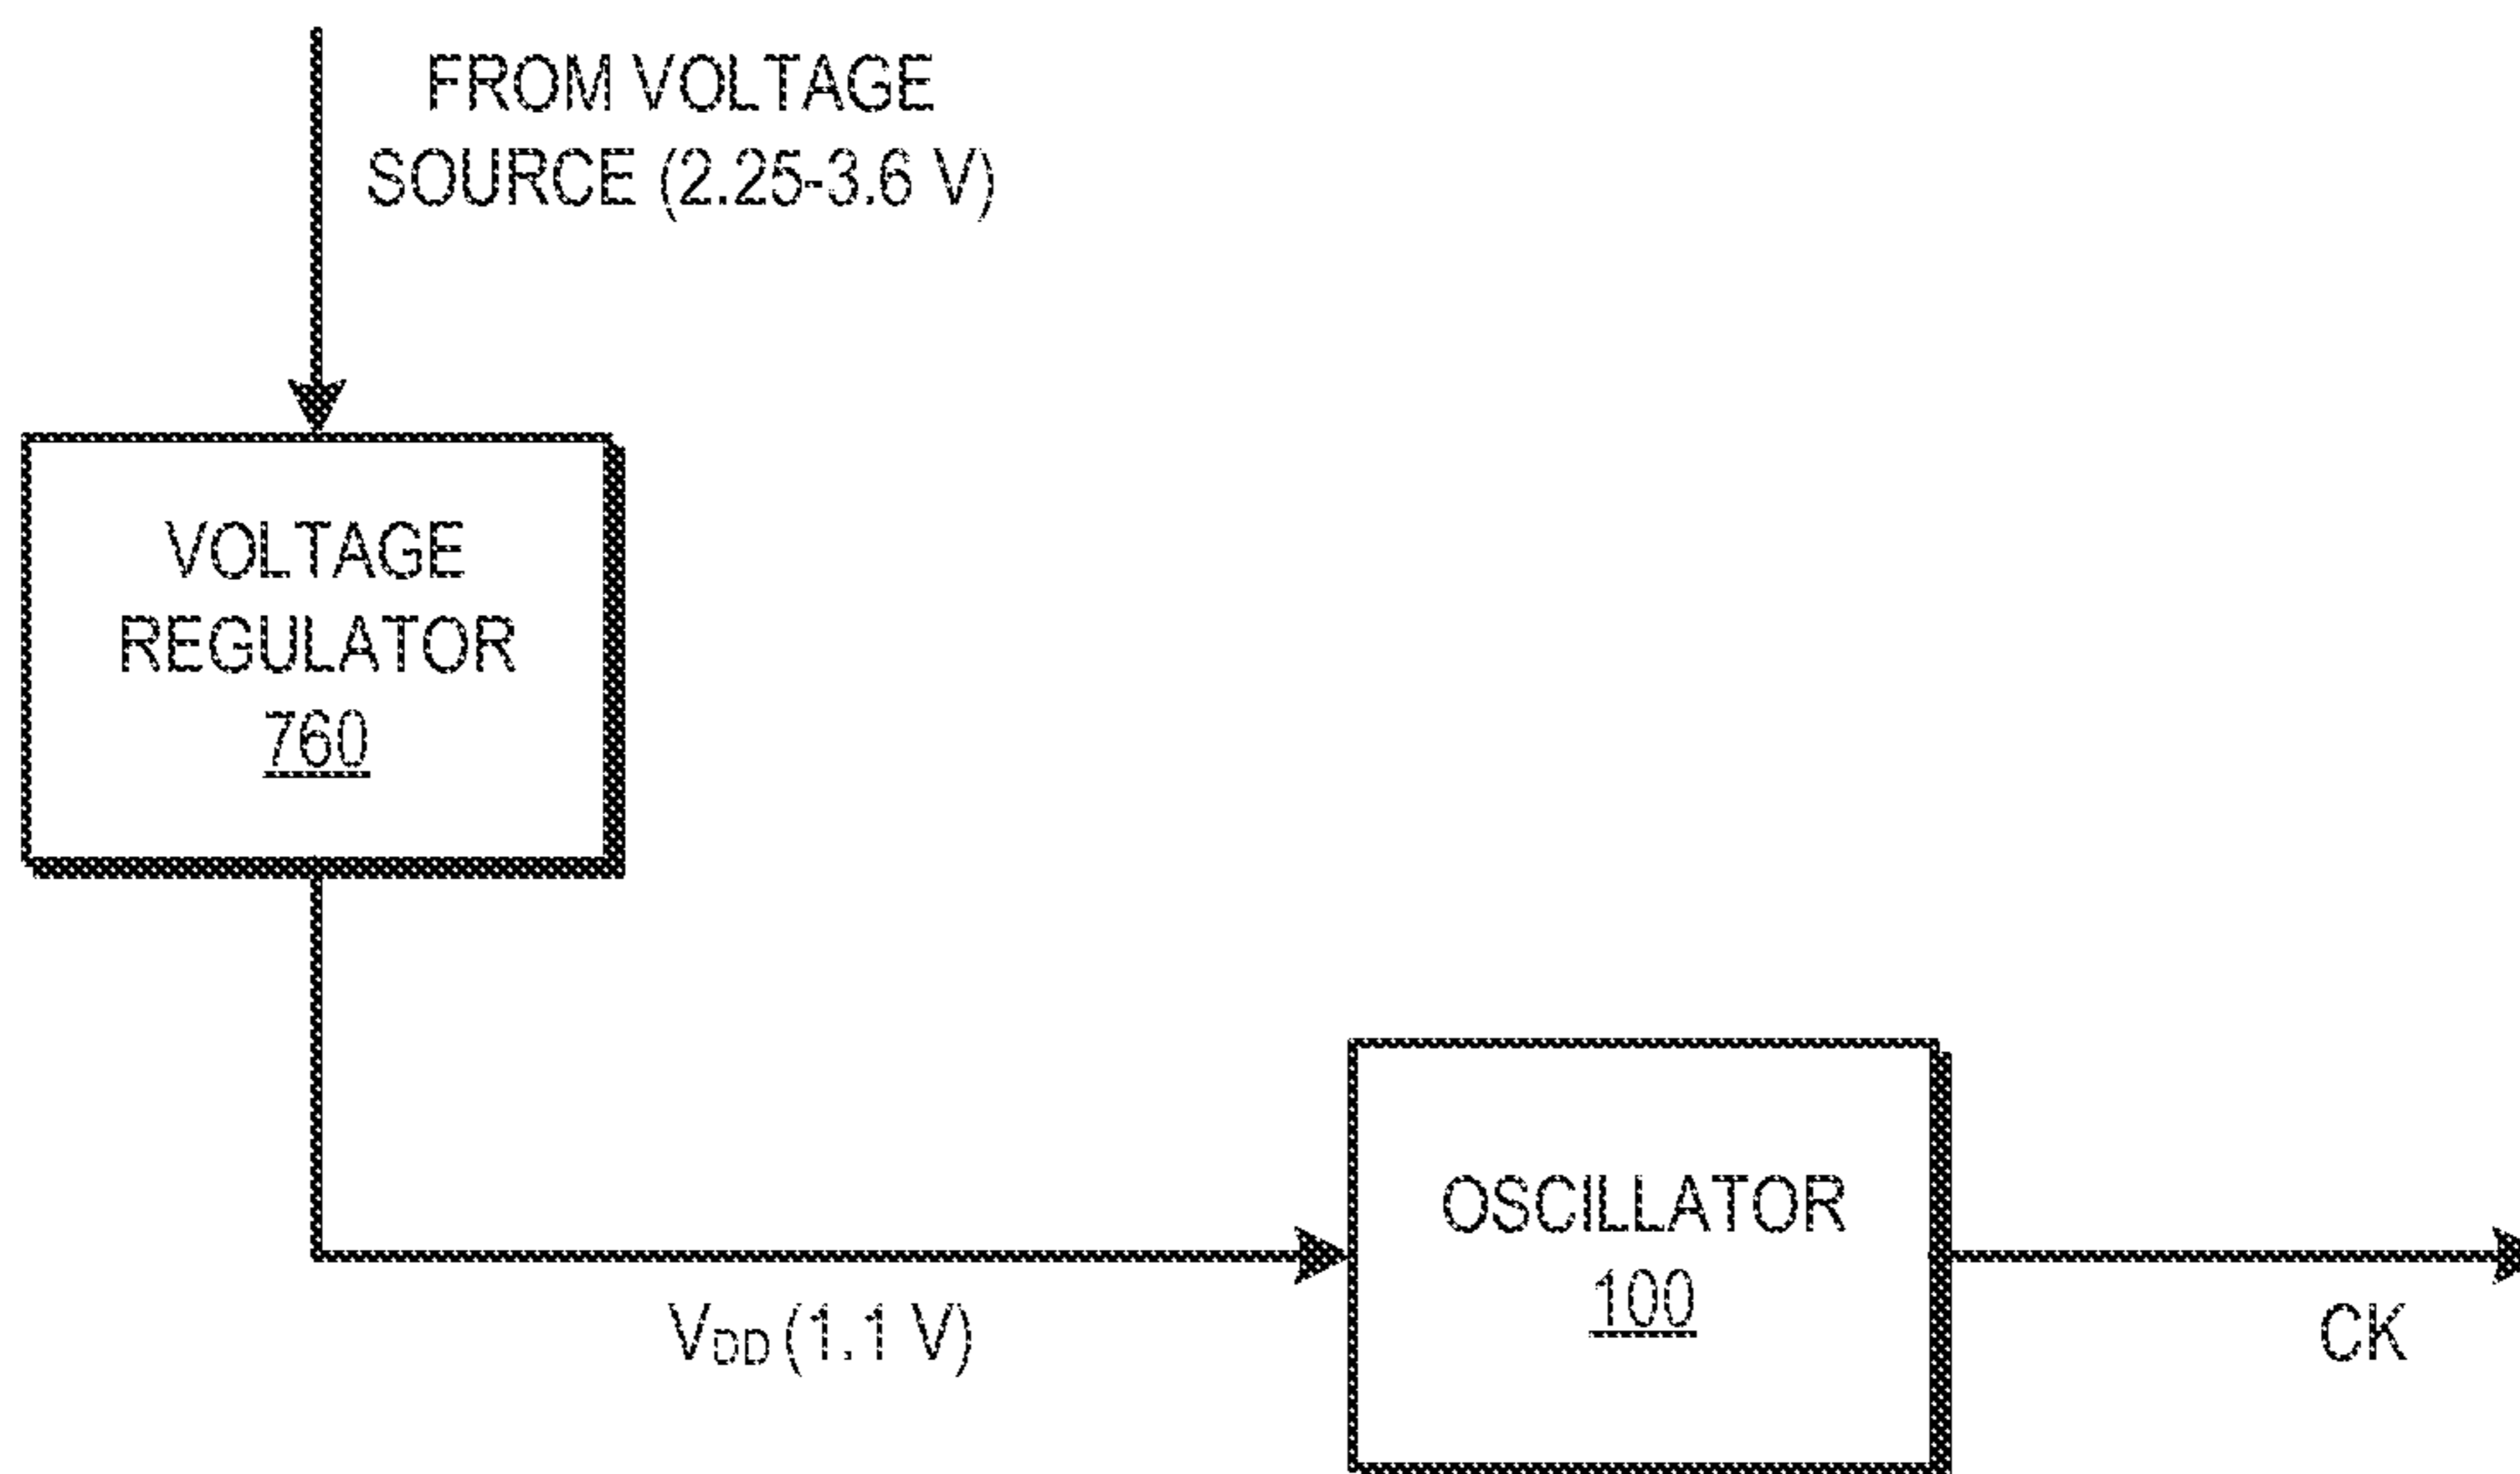 FROM VOLTAGE
SOURCE (2.25-3.6 V)
VOLTAGE
REGULATOR
760
OSCILLATOR
100
VDD (1.1 V)
CK